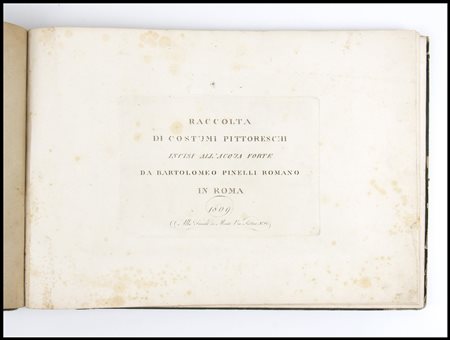 RACCOLTA
DI COSTUMI PITTORESCHI
INCISI ALL'ACQUA FORTE
DA BARTOLOMEO PINELLI ROMANO
IN ROMA
1809